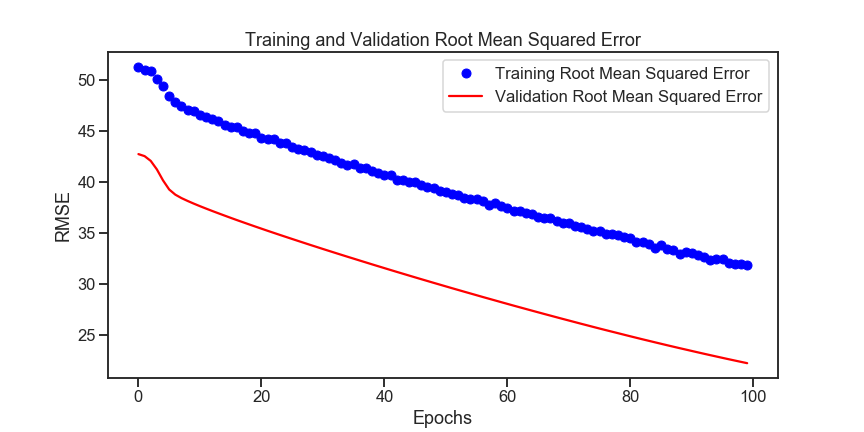 Training and Validation Root Mean Squared Error
Training Root Mean Squared Error
Validation Root Mean Squared Error
RMSE
50
45
40
35
30
25
0 20 40 60 80 100
Epochs